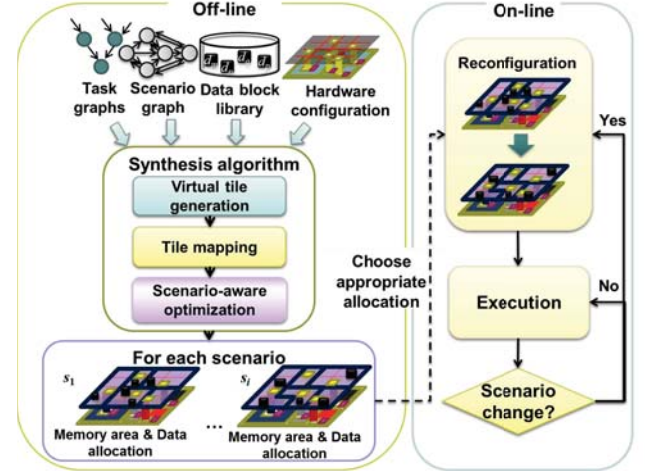 Off-line
On-line
Task
graphs
Scenario
graph
Data block
library
Hardware
configuration
Synthesis algorithm
Virtual tile
generation
Tile mapping
Scenario-aware
optimization
For each scenario
s1
si
...
Memory area & Data
allocation
Memory area & Data
allocation
Choose
appropriate
allocation
Reconfiguration
Yes
Execution
No
Scenario
change?